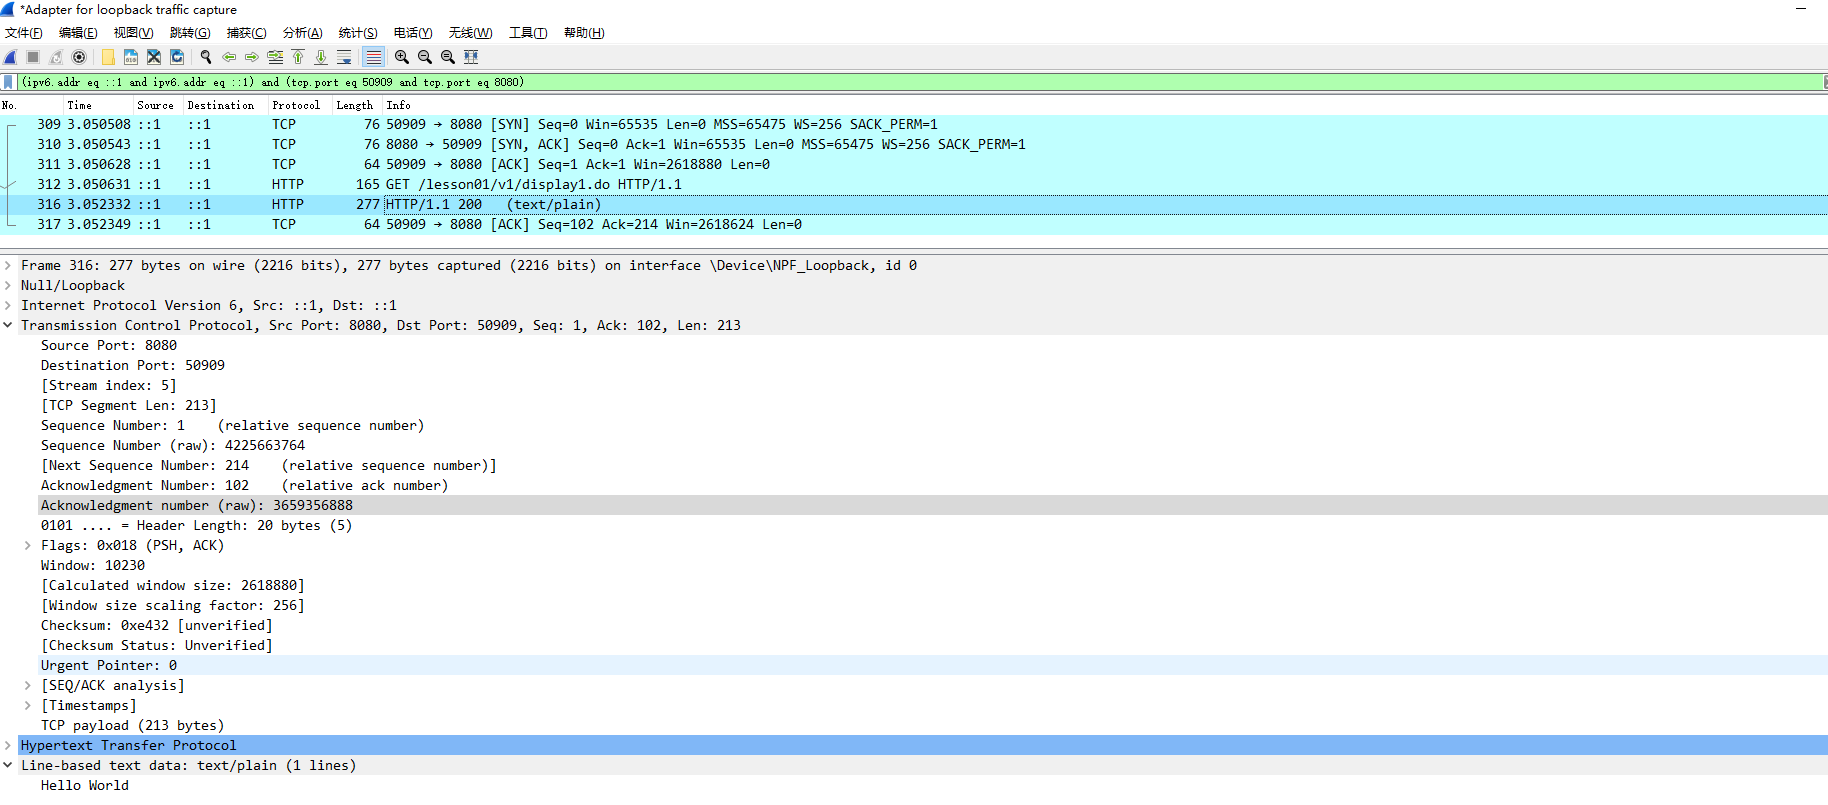 *Adapter for loopback traffic capture
文件(F) 编辑(E) 视图(V) 跳转(G) 捕获(C) 分析(A) 统计(S) 电话(Y) 无线(W) 工具(T) 帮助(H)
(ipv6.addr eq ::1 and ipv6.addr eq ::1) and (tcp.port eq 50909 and tcp.port eq 8080)
No. Time Source Destination Protocol Length Info
309 3.050508 ::1 ::1 TCP 76 50909 → 8080 [SYN] Seq=0 Win=65535 Len=0 MSS=65475 WS=256 SACK_PERM=1
310 3.050543 ::1 ::1 TCP 76 8080 → 50909 [SYN, ACK] Seq=0 Ack=1 Win=65535 Len=0 MSS=65475 WS=256 SACK_PERM=1
311 3.050628 ::1 ::1 TCP 64 50909 → 8080 [ACK] Seq=1 Ack=1 Win=2618880 Len=0
312 3.050631 ::1 ::1 HTTP 165 GET /lesson01/v1/display1.do HTTP/1.1
316 3.052332 ::1 ::1 HTTP 277 HTTP/1.1 200 (text/plain)
317 3.052349 ::1 ::1 TCP 64 50909 → 8080 [ACK] Seq=102 Ack=214 Win=2618624 Len=0
Frame 316: 277 bytes on wire (2216 bits), 277 bytes captured (2216 bits) on interface \Device\NPF_Loopback, id 0
Null/Loopback
Internet Protocol Version 6, Src: ::1, Dst: ::1
Transmission Control Protocol, Src Port: 8080, Dst Port: 50909, Seq: 1, Ack: 102, Len: 213
Source Port: 8080
Destination Port: 50909
[Stream index: 5]
[TCP Segment Len: 213]
Sequence Number: 1 (relative sequence number)
Sequence Number (raw): 4225663764
[Next Sequence Number: 214 (relative sequence number)]
Acknowledgment Number: 102 (relative ack number)
Acknowledgment number (raw): 3659356888
0101 .... = Header Length: 20 bytes (5)
Flags: 0x018 (PSH, ACK)
Window: 10230
[Calculated window size: 2618880]
[Window size scaling factor: 256]
Checksum: 0xe432 [unverified]
[Checksum Status: Unverified]
Urgent Pointer: 0
[SEQ/ACK analysis]
[Timestamps]
TCP payload (213 bytes)
Hypertext Transfer Protocol
Line-based text data: text/plain (1 lines)
Hello World